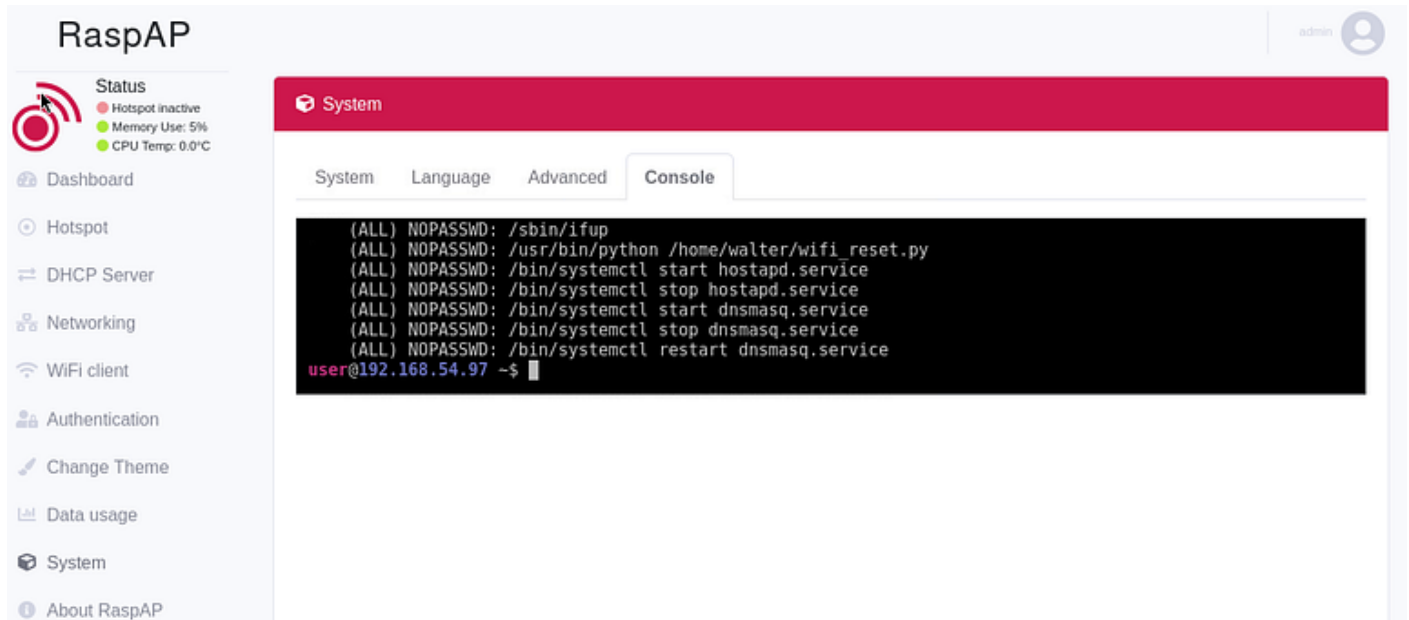 RaspAP
admin
Status
Hotspot inactive
Memory Use: 5%
CPU Temp: 0.0°C
Dashboard
Hotspot
DHCP Server
Networking
WiFi client
Authentication
Change Theme
Data usage
System
About RaspAP
System
System Language Advanced Console
(ALL) NOPASSWD: /sbin/ifup
(ALL) NOPASSWD: /usr/bin/python /home/walter/wifi_reset.py
(ALL) NOPASSWD: /bin/systemctl start hostapd.service
(ALL) NOPASSWD: /bin/systemctl stop hostapd.service
(ALL) NOPASSWD: /bin/systemctl start dnsmasq.service
(ALL) NOPASSWD: /bin/systemctl stop dnsmasq.service
(ALL) NOPASSWD: /bin/systemctl restart dnsmasq.service
user@192.168.54.97 ~$